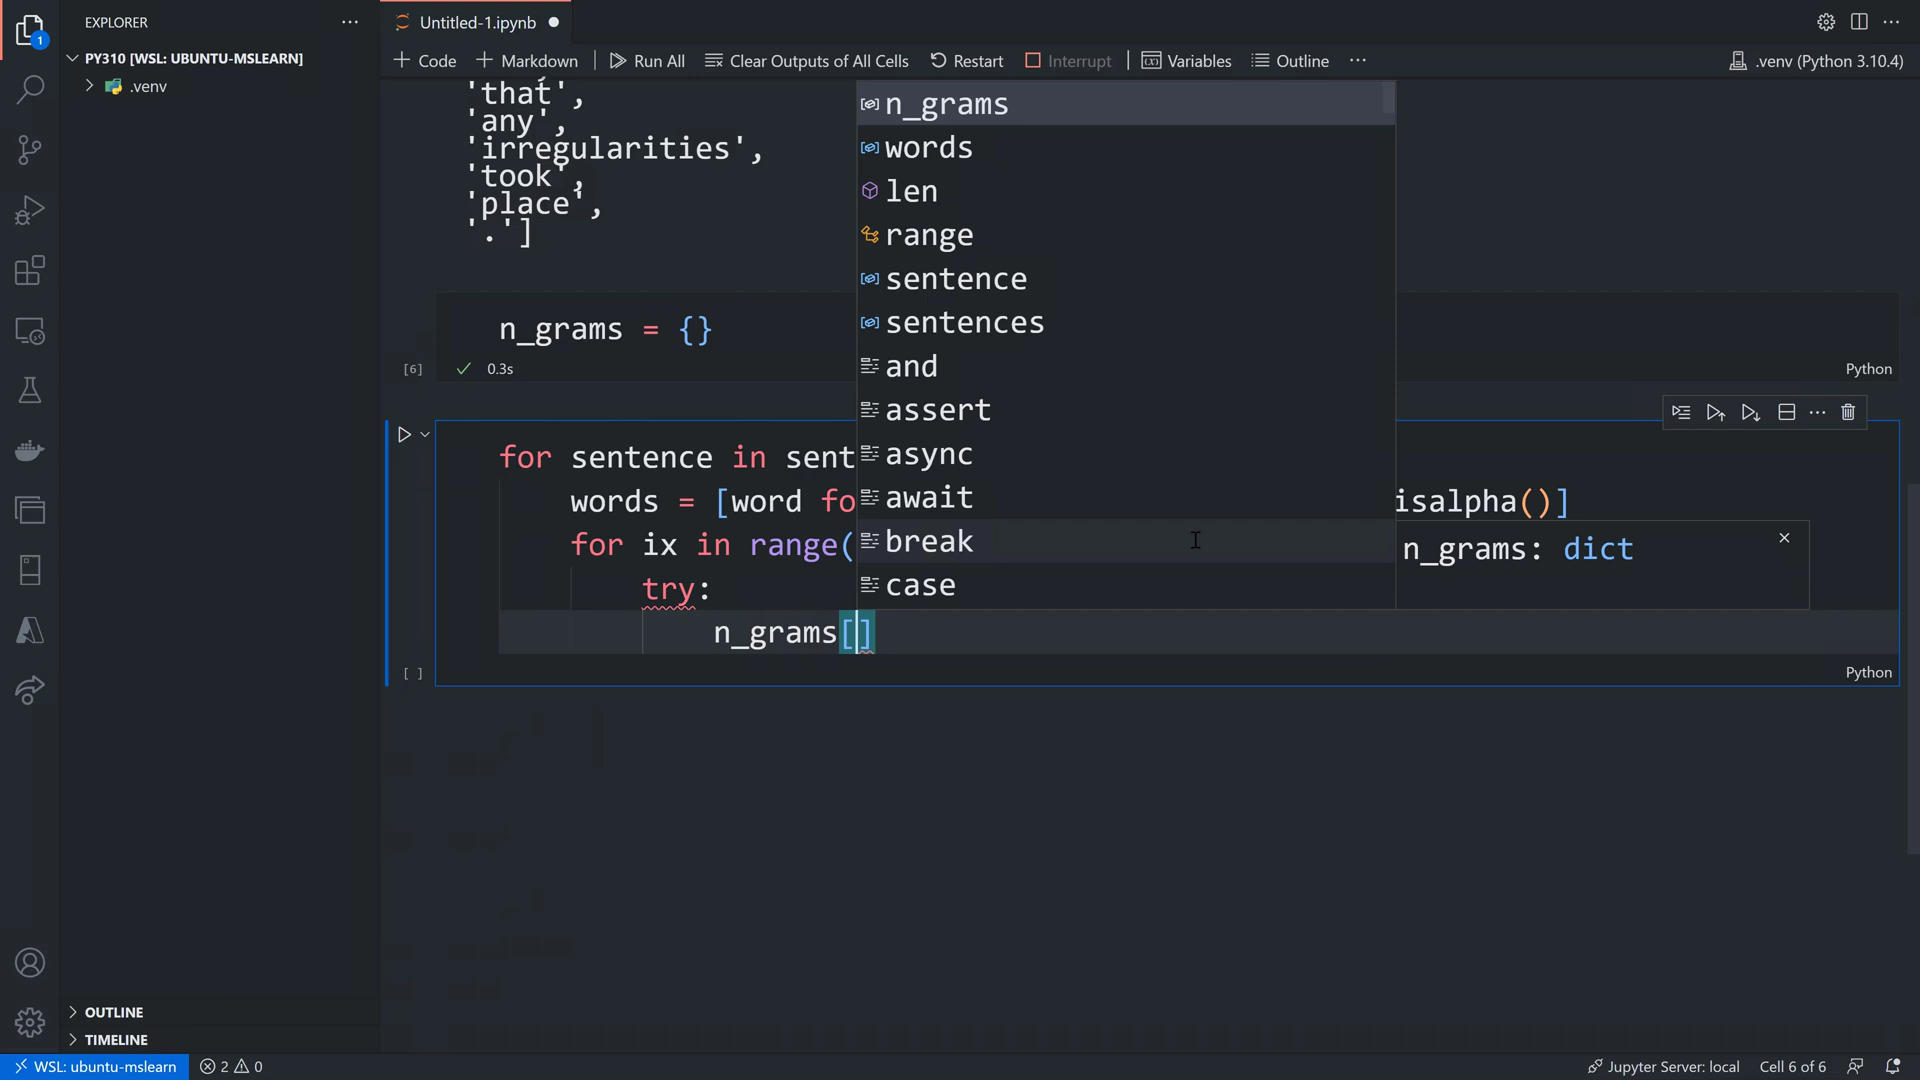 EXPLORER
Untitled-1.ipynb
1
PY310 [WSL: UBUNTU-MSLEARN]
.venv
Code
Markdown
Run All
Clear Outputs of All Cells
Restart
Interrupt
Variables
Outline
.venv (Python 3.10.4)
'that',
'any',
'irregularities',
'took',
'place',
'.']
n_grams
words
len
range
sentence
sentences
and
assert
async
await
break
case
n_grams: dict
n_grams = {}
[6]
0.3s
Python
for sentence in sent
words = [word fo
isalpha()]
for ix in range(
try:
n_grams[]
[ ]
Python
OUTLINE
TIMELINE
WSL: ubuntu-mslearn
2
0
Jupyter Server: local
Cell 6 of 6